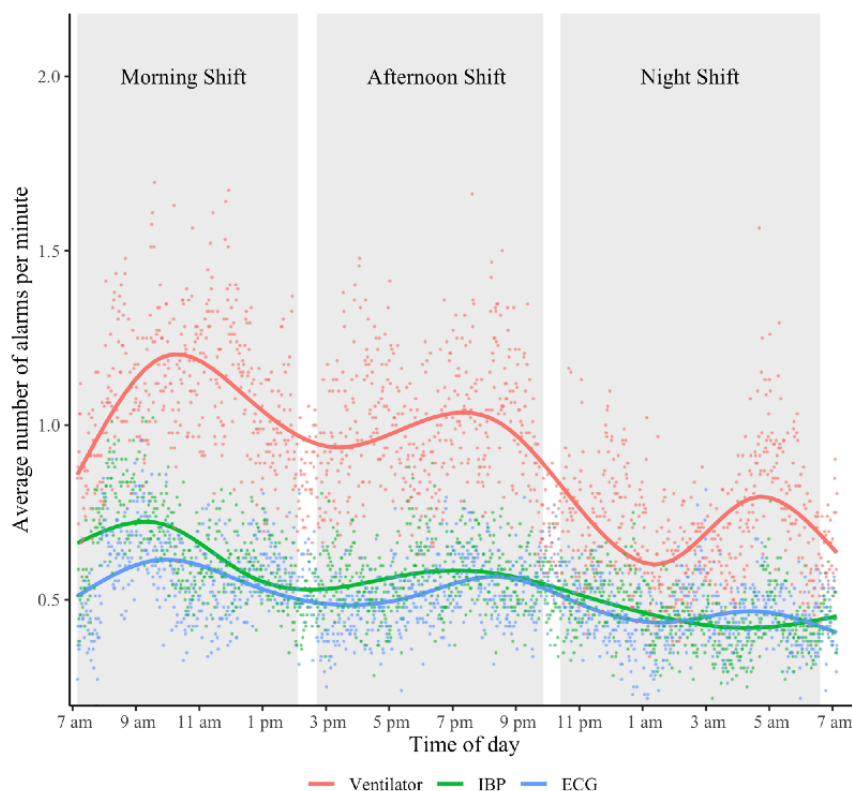 Morning Shift
Afternoon Shift
Night Shift
Average number of alarms per minute
2.0
1.5
1.0
0.5
7 am
9 am
11 am
1 pm
3 pm
5 pm
7 pm
9 pm
11 pm
1 am
3 am
5 am
7 am
Time of day
Ventilator
IBP
ECG